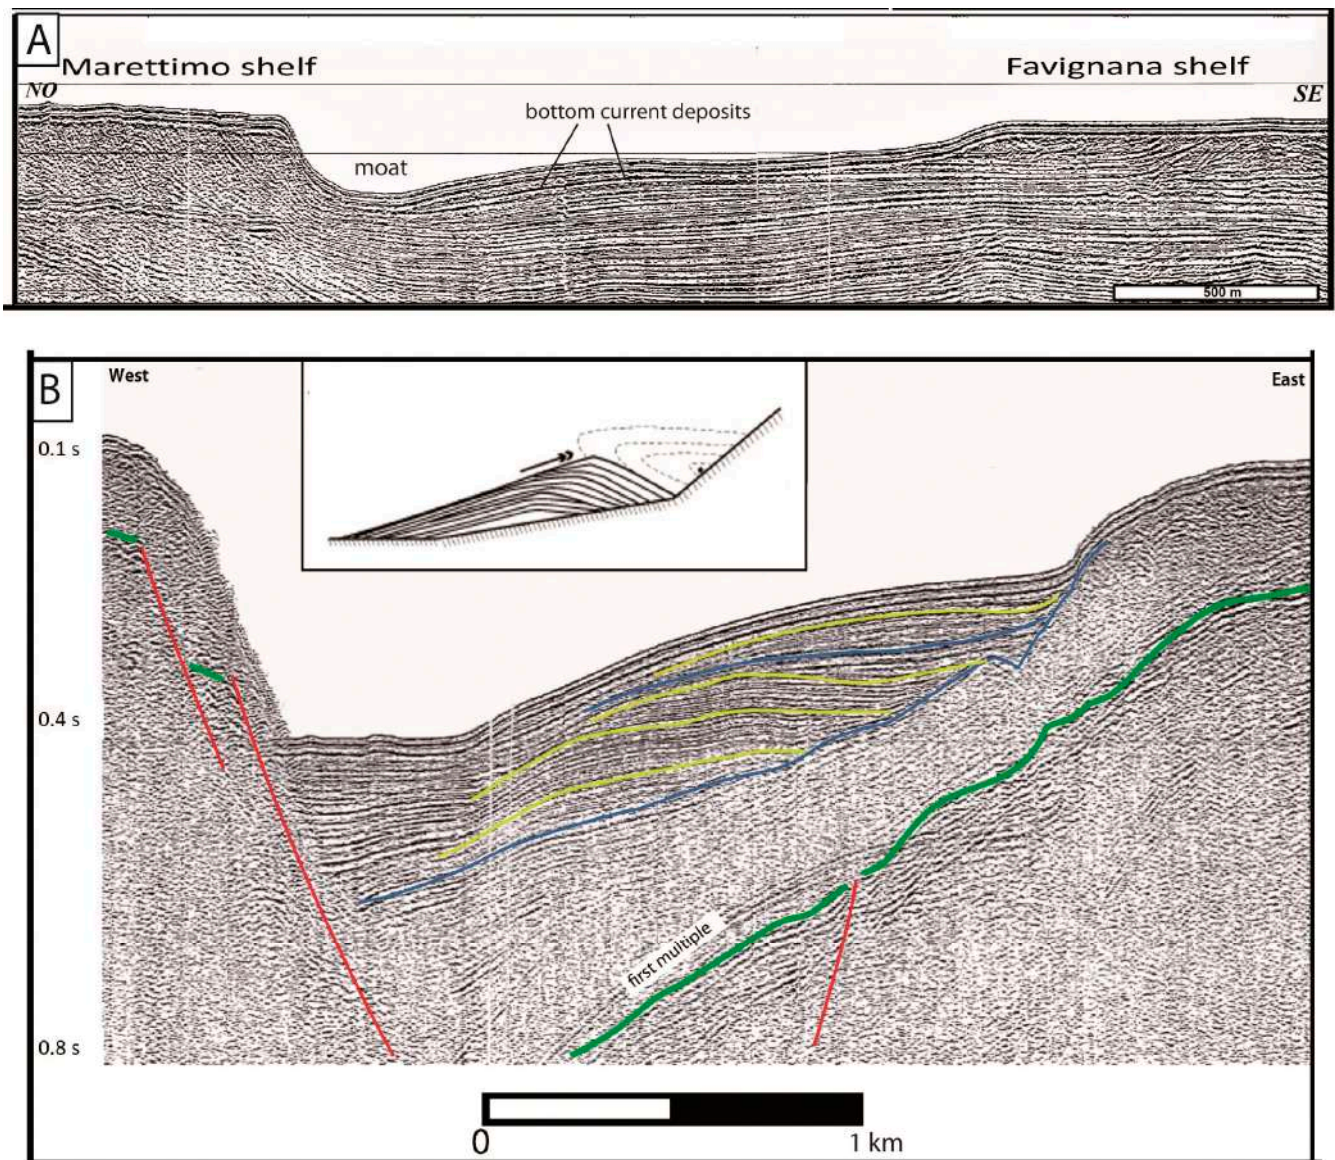 A
Marettimo shelf
Favignana shelf
NO
SE
bottom current deposits
moat
500 m
B
West
East
0.1 s
0.4 s
first multiple
0.8 s
0
1 km